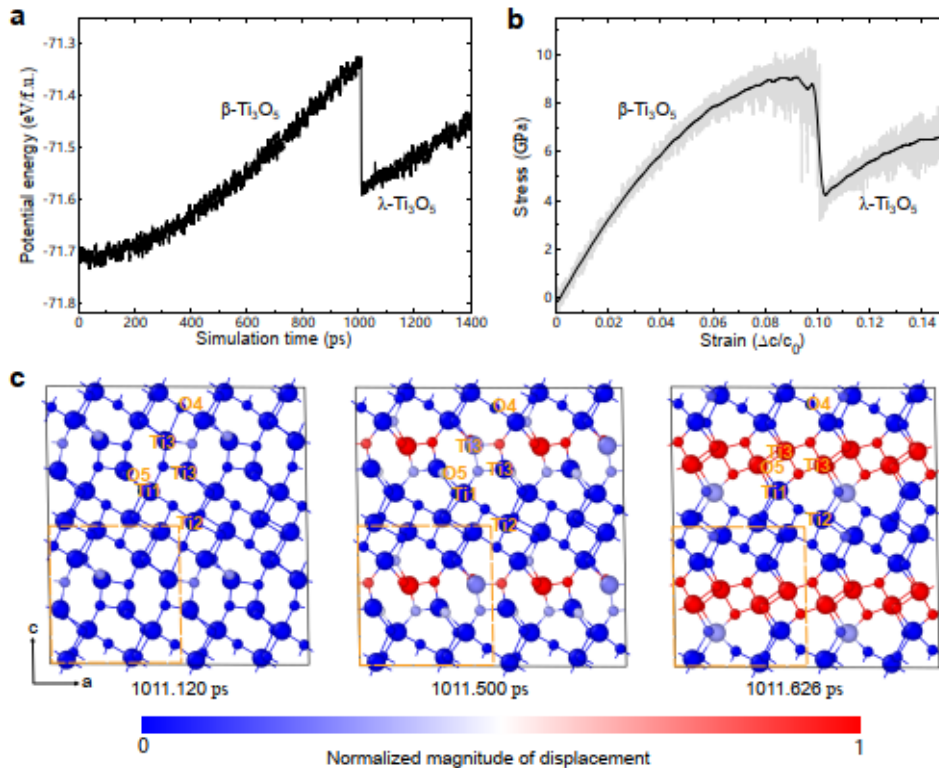 a
-71.3
-71.4
-71.5
-71.6
-71.7
-71.8
Potential energy (eV/f.u.)
β-Ti₃O₅
λ-Ti₃O₅
0 200 400 600 800 1000 1200 1400
Simulation time (ps)
b
10
8
6
4
2
0
Stress (GPa)
β-Ti₃O₅
λ-Ti₃O₅
0 0.02 0.04 0.06 0.08 0.10 0.12 0.14
Strain (Δc/c₀)
c
O4
Ti3
O5 Ti3
Ti1
Ti2
O4
Ti3
O5 Ti3
Ti1
Ti2
O4
Ti3
O5 Ti3
Ti1
Ti2
c
a
1011.120 ps 1011.500 ps 1011.626 ps
0 1
Normalized magnitude of displacement